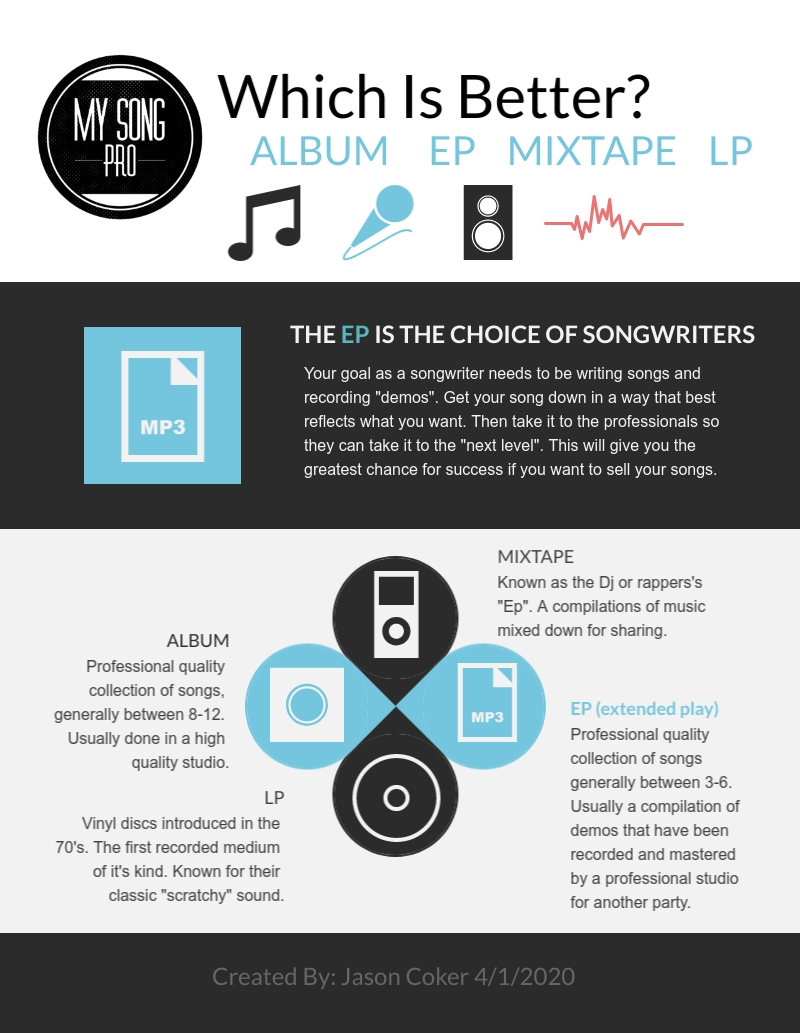 MY SONG
PRO
Which Is Better?
ALBUM EP MIXTAPE LP
THE EP IS THE CHOICE OF SONGWRITERS
Your goal as a songwriter needs to be writing songs and
recording "demos". Get your song down in a way that best
reflects what you want. Then take it to the professionals so
they can take it to the "next level". This will give you the
greatest chance for success if you want to sell your songs.
MP3
MIXTAPE
Known as the Dj or rappers's
"Ep". A compilations of music
mixed down for sharing.
ALBUM
Professional quality
collection of songs,
generally between 8-12.
Usually done in a high
quality studio.
MP3
EP (extended play)
Professional quality
collection of songs
generally between 3-6.
Usually a compilation of
demos that have been
recorded and mastered
by a professional studio
for another party.
LP
Vinyl discs introduced in the
70's. The first recorded medium
of it's kind. Known for their
classic "scratchy" sound.
Created By: Jason Coker 4/1/2020